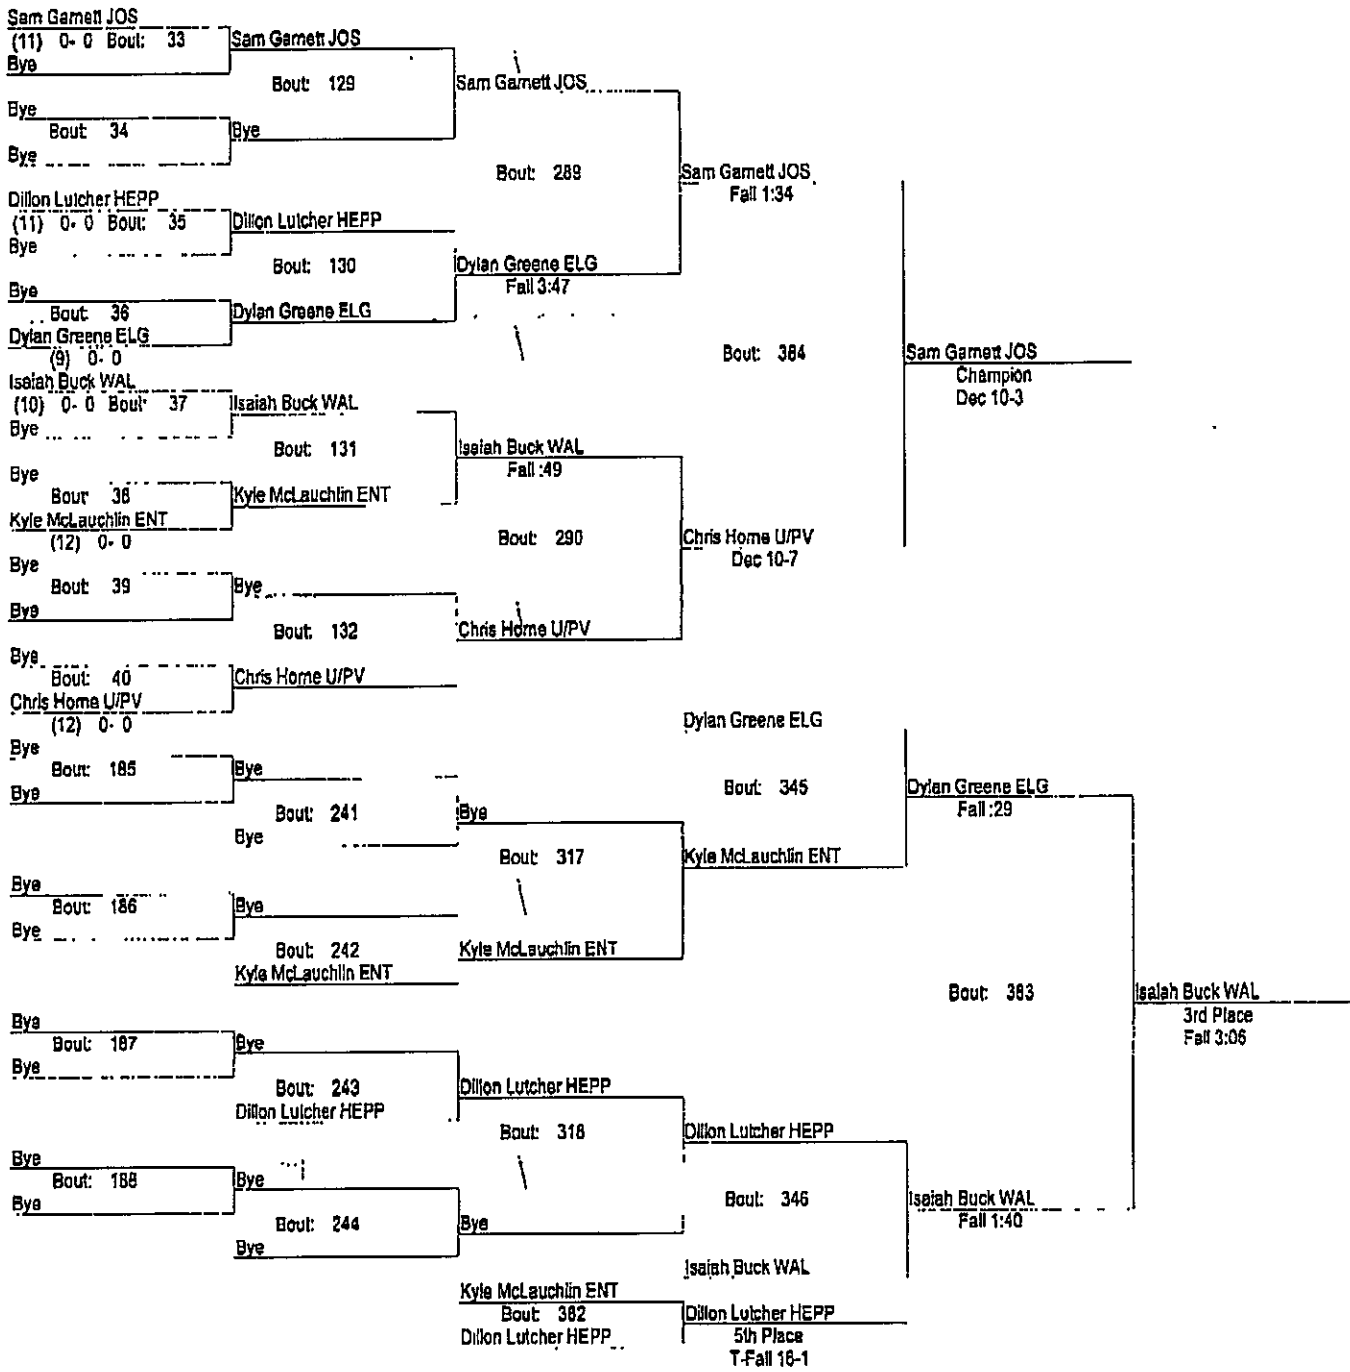 Sam Garnett JOS
(11) 0- 0 Bout: 33
Bye
Sam Garnett JOS
Bout: 129
Bye
Bout: 34
Bye
Bye
Sam Garnett JOS
Bout: 289
Dillon Lutcher HEPP
(11) 0- 0 Bout: 35
Bye
Dillon Lutcher HEPP
Bout: 130
Bye
Bout: 36
Dylan Greene ELG
(9) 0- 0
Dylan Greene ELG
Dylan Greene ELG
Fall 3:47
Sam Garnett JOS
Fall 1:34
Bout: 384
Sam Garnett JOS
Champion
Dec 10-3
Isaiah Buck WAL
(10) 0- 0 Bout: 37
Bye
Isaiah Buck WAL
Bout: 131
Bye
Bout: 38
Kyle McLauchlin ENT
(12) 0- 0
Kyle McLauchlin ENT
Isaiah Buck WAL
Fall :49
Bout: 290
Chris Horne U/PV
Dec 10-7
Bye
Bout: 39
Bye
Bye
Bout: 132
Chris Horne U/PV
Bye
Bout: 40
Chris Horne U/PV
(12) 0- 0
Chris Horne U/PV
Bye
Bout: 185
Bye
Bye
Bout: 241
Bye
Bye
Bout: 317
Bye
Bout: 186
Bye
Bye
Bout: 242
Kyle McLauchlin ENT
Kyle McLauchlin ENT
Dylan Greene ELG
Bout: 345
Kyle McLauchlin ENT
Dylan Greene ELG
Fall :29
Bout: 383
Isaiah Buck WAL
3rd Place
Fall 3:06
Bye
Bout: 187
Bye
Bye
Bout: 243
Dillon Lutcher HEPP
Dillon Lutcher HEPP
Bout: 318
Bye
Bout: 188
Bye
Bye
Bout: 244
Bye
Bye
Dillon Lutcher HEPP
Bout: 346
Isaiah Buck WAL
Isaiah Buck WAL
Fall 1:40
Kyle McLauchlin ENT
Bout: 382
Dillon Lutcher HEPP
Dillon Lutcher HEPP
5th Place
T-Fall 16-1